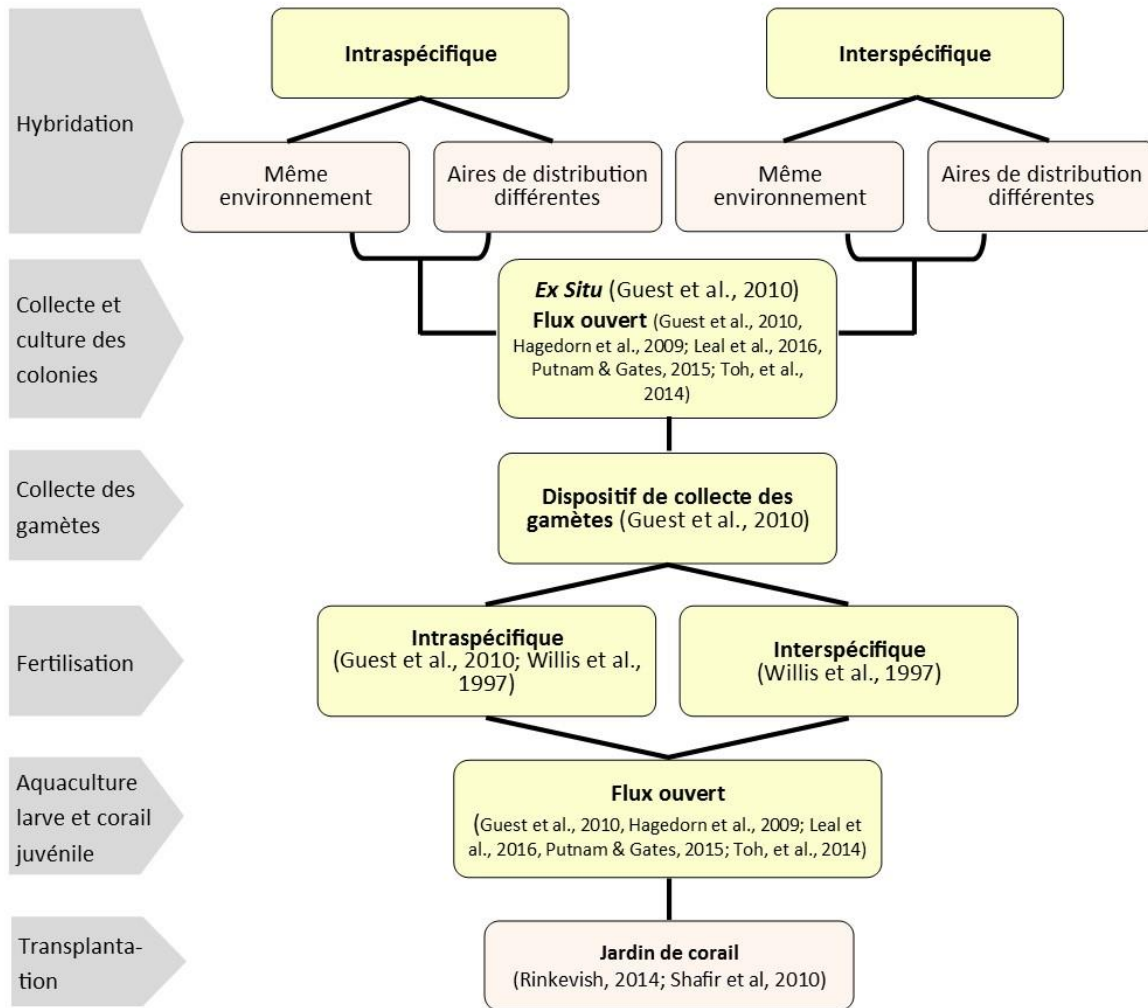 Hybridation
Intraspécifique
Interspécifique
Même
environnement
Aires de distribution
différentes
Même
environnement
Aires de distribution
différentes
Collecte et
culture des
colonies
Ex Situ (Guest et al., 2010)
Flux ouvert (Guest et al., 2010,
Hagedorn et al., 2009; Leal et al., 2016,
Putnam & Gates, 2015; Toh, et al.,
2014)
Collecte des
gamètes
Dispositif de collecte des
gamètes (Guest et al., 2010)
Fertilisation
Intraspécifique
(Guest et al., 2010; Willis et al.,
1997)
Interspécifique
(Willis et al., 1997)
Aquaculture
larve et corail
juvénile
Flux ouvert
(Guest et al., 2010, Hagedorn et al., 2009; Leal et
al., 2016, Putnam & Gates, 2015; Toh, et al., 2014)
Transplanta-
tion
Jardin de corail
(Rinkevish, 2014; Shafir et al, 2010)